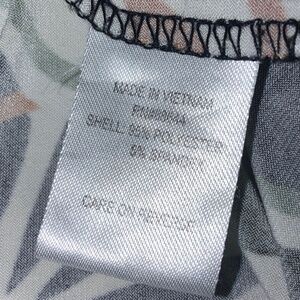 MADE IN VIETNAM
SHELL: 95% POLYESTER
5% SPANDEX
CARE ON REVERSE